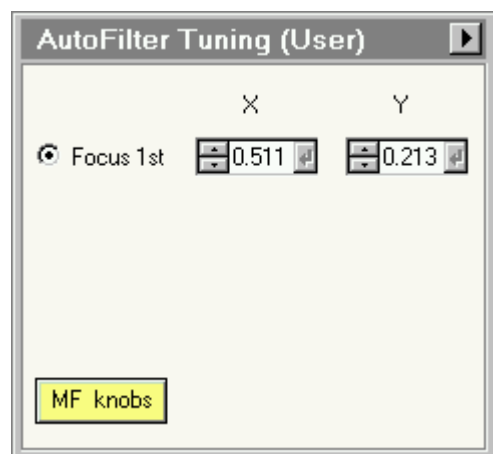 AutoFilter Tuning (User)
X Y
Focus 1st 0.511 0.213
MF knobs